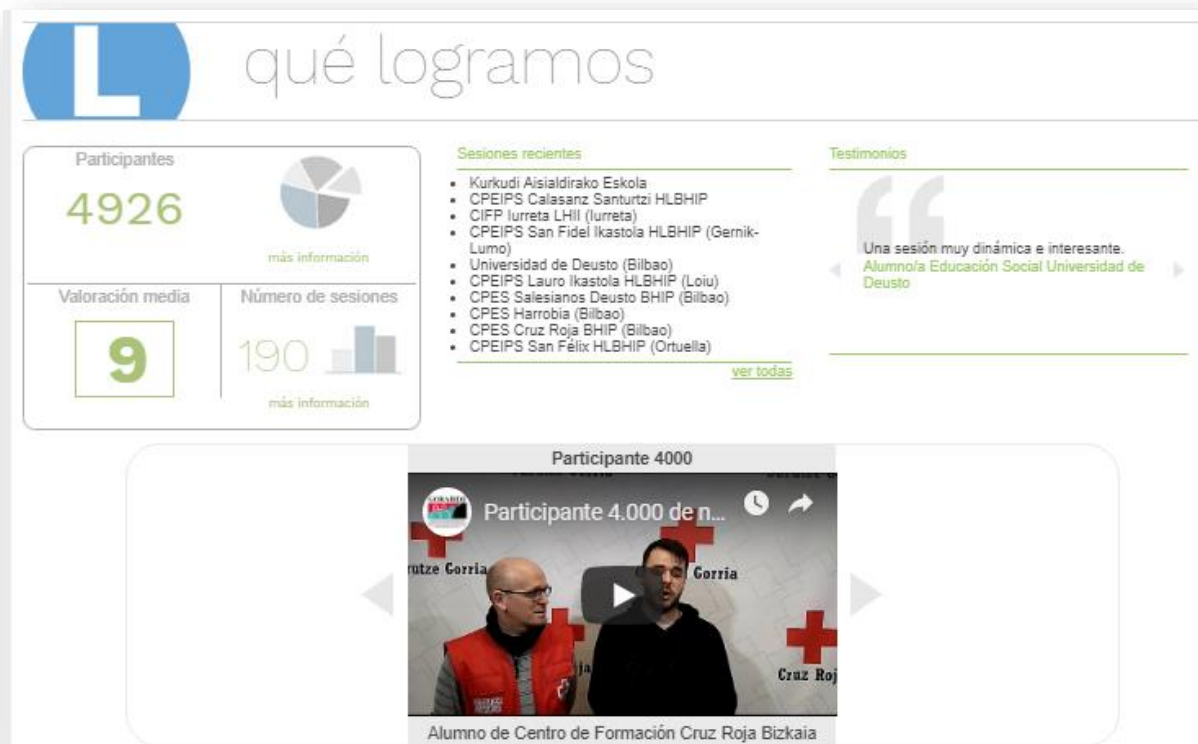 L
qué logramos
Participantes
4926
más información
Valoración media
9
Número de sesiones
190
más información
Sesiones recientes
Kurkudi Aisialdirako Eskola
CPEIPS Calasanz Santurtzi HLBHIP
CIFP Iurreta LHII (Iurreta)
CPEIPS San Fidel Ikastola HLBHIP (Gernik-
Lumo)
Universidad de Deusto (Bilbao)
CPEIPS Lauro Ikastola HLBHIP (Loiu)
CPES Salesianos Deusto BHIP (Bilbao)
CPES Harrobia (Bilbao)
CPES Cruz Roja BHIP (Bilbao)
CPEIPS San Félix HLBHIP (Ortuella)
ver todas
Testimonios
Una sesión muy dinámica e interesante.
Alumno/a Educación Social Universidad de
Deusto
Participante 4000
Participante 4.000 de n...
rutze Gorria
Gorria
ja
Cruz Roj
Alumno de Centro de Formación Cruz Roja Bizkaia